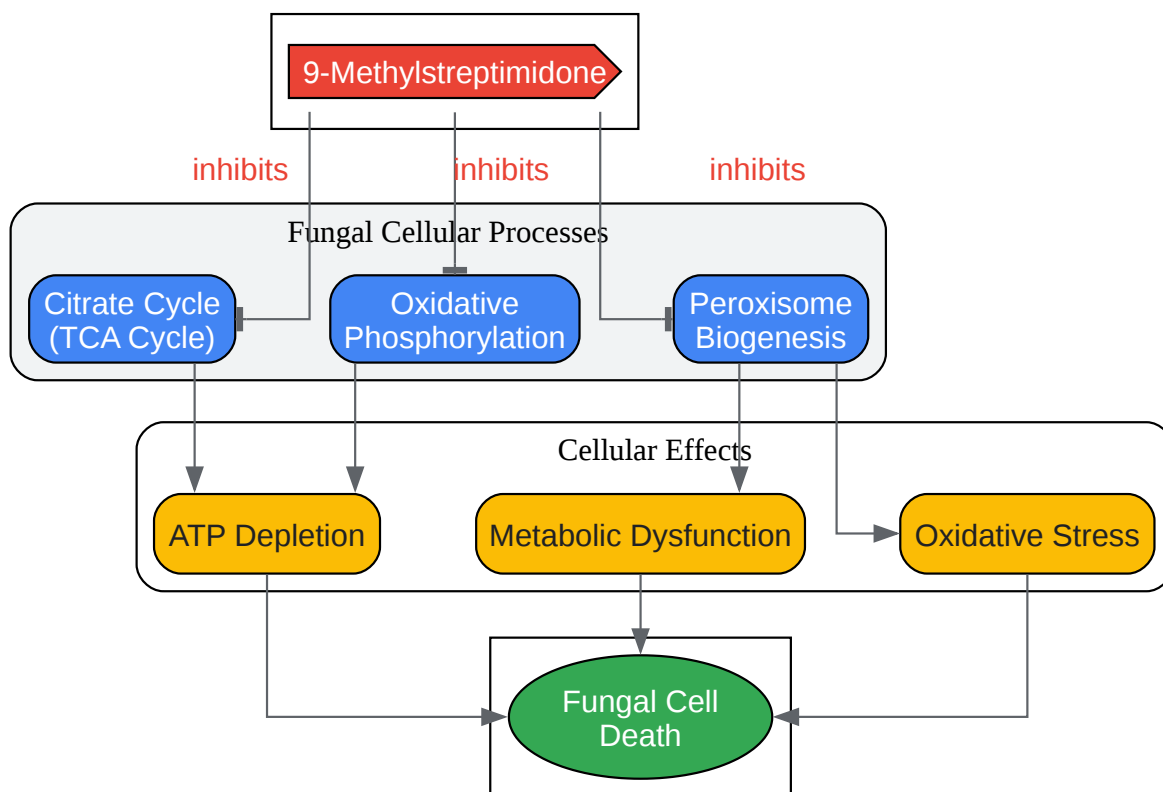 9-Methylstreptimidone
inhibits
inhibits
inhibits
Fungal Cellular Processes
Citrate Cycle
(TCA Cycle)
Oxidative
Phosphorylation
Peroxisome
Biogenesis
Cellular Effects
ATP Depletion
Metabolic Dysfunction
Oxidative Stress
Fungal Cell
Death